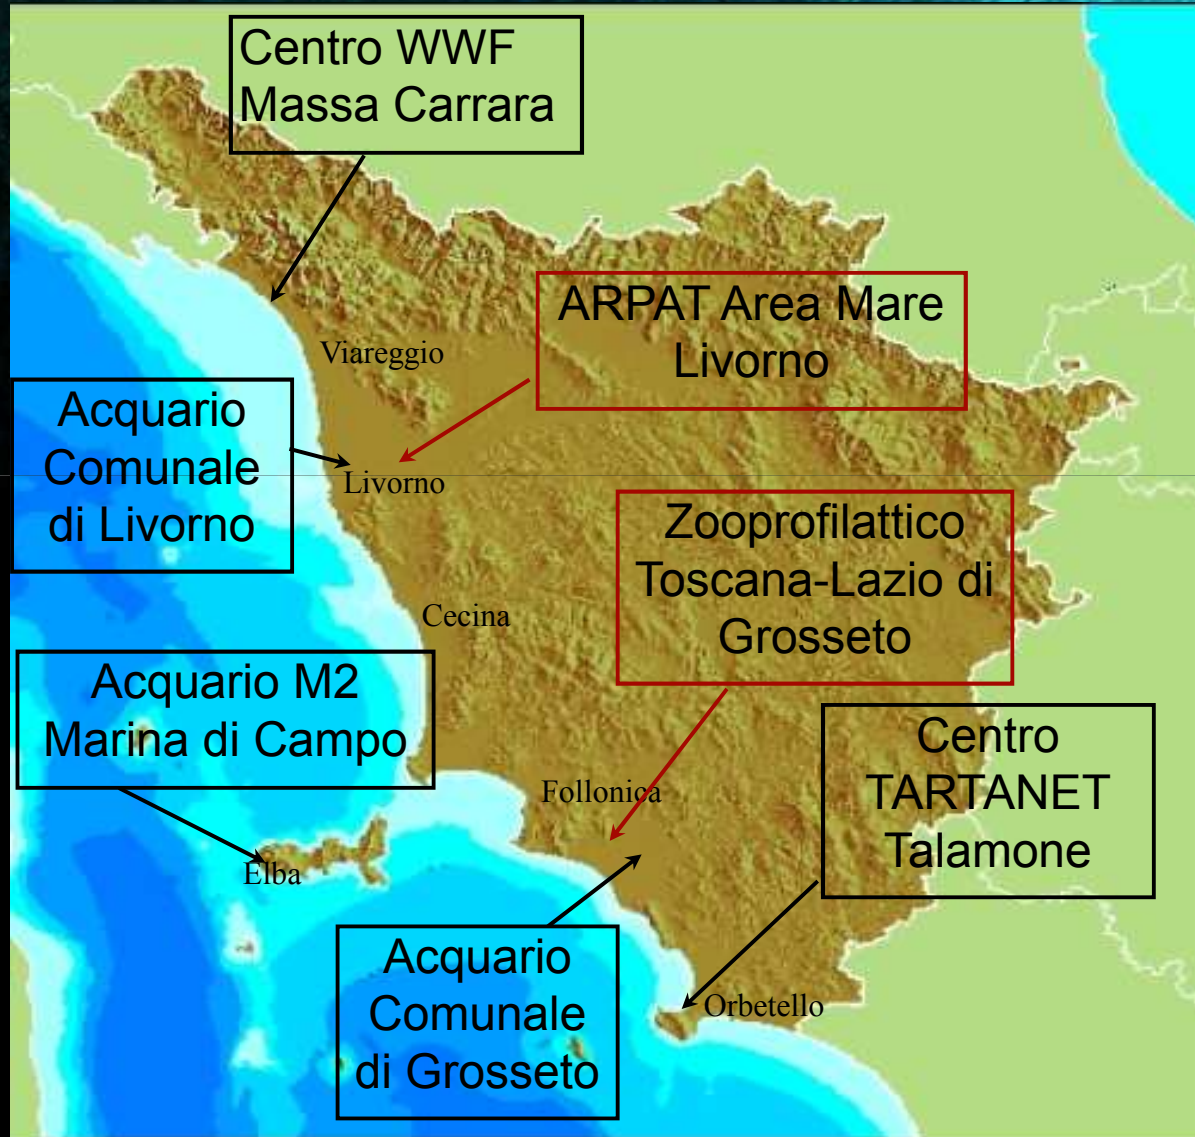 Centro WWF
Massa Carrara
ARPAT Area Mare
Livorno
Viareggio
Acquario
Comunale
di Livorno
Livorno
Zooprofilattico
Toscana-Lazio di
Grosseto
Cecina
Acquario M2
Marina di Campo
Centro
TARTANET
Talamone
Follonica
Elba
Acquario
Comunale
di Grosseto
Orbetello